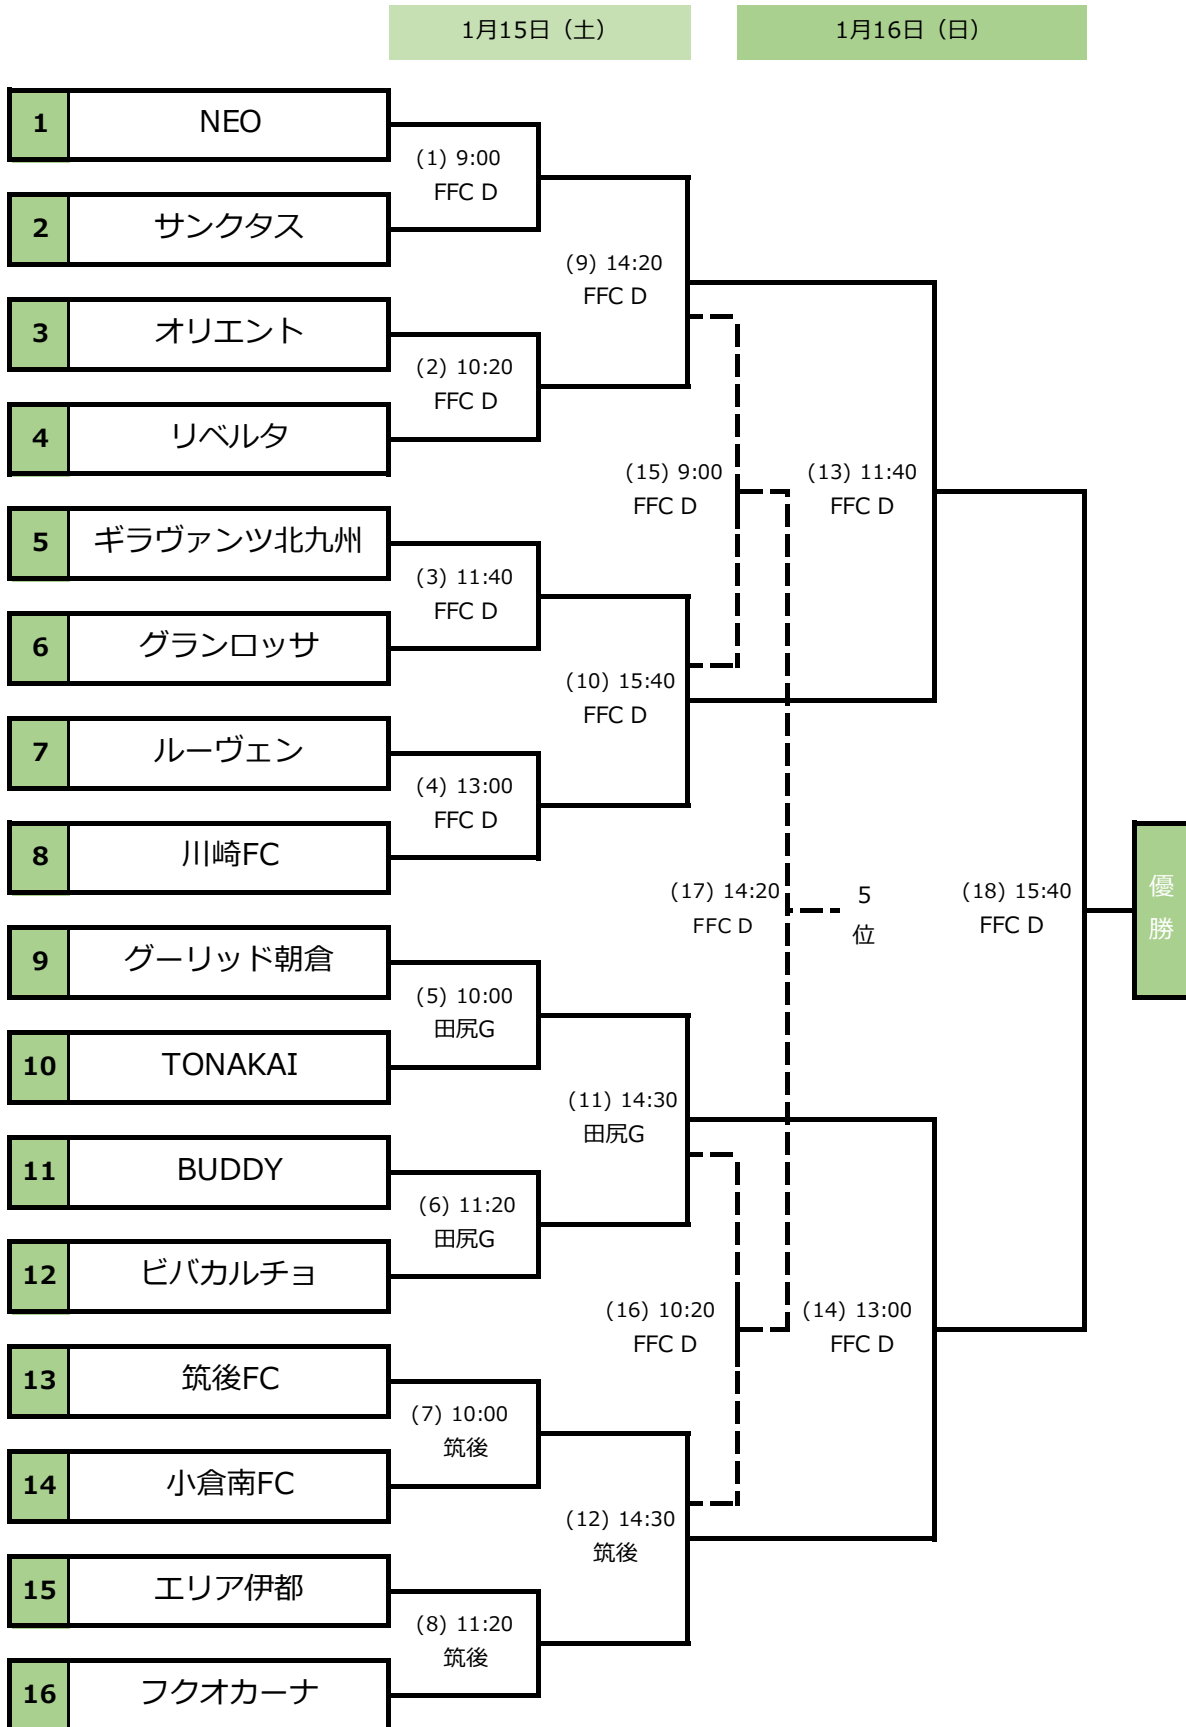 1月15日（土）
1月16日（日）
1
NEO
(1) 9:00
FFC D
2
サンクタス
(9) 14:20
FFC D
3
オリエント
(2) 10:20
FFC D
4
リベルタ
(15) 9:00
FFC D
(13) 11:40
FFC D
5
ギラヴァンツ北九州
(3) 11:40
FFC D
6
グランロッサ
(10) 15:40
FFC D
7
ルーヴェン
(4) 13:00
FFC D
8
川崎FC
(17) 14:20
FFC D
5
位
(18) 15:40
FFC D
優
勝
9
グーリッド朝倉
(5) 10:00
田尻G
10
TONAKAI
(11) 14:30
田尻G
11
BUDDY
(6) 11:20
田尻G
12
ビバカルチョ
(16) 10:20
FFC D
(14) 13:00
FFC D
13
筑後FC
(7) 10:00
筑後
14
小倉南FC
(12) 14:30
筑後
15
エリア伊都
(8) 11:20
筑後
16
フクオカーナ